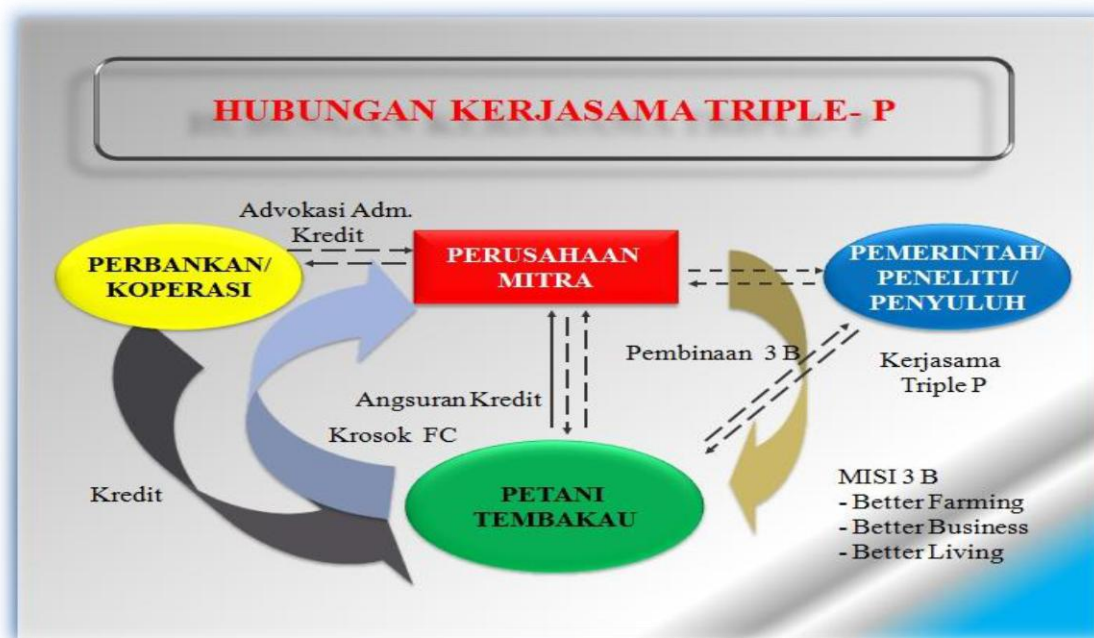 HUBUNGAN KERJASAMA TRIPLE- P
Advokasi Adm.
Kredit
PERBANKAN/
KOPERASI
PERUSAHAAN
MITRA
PEMERINTAH/
PENELITI/
PENYULUH
Pembinaan 3 B
Kerjasama
Triple P
Angsuran Kredit
Krosok FC
Kredit
PETANI
TEMBAKAU
MISI 3 B
- Better Farming
- Better Business
- Better Living